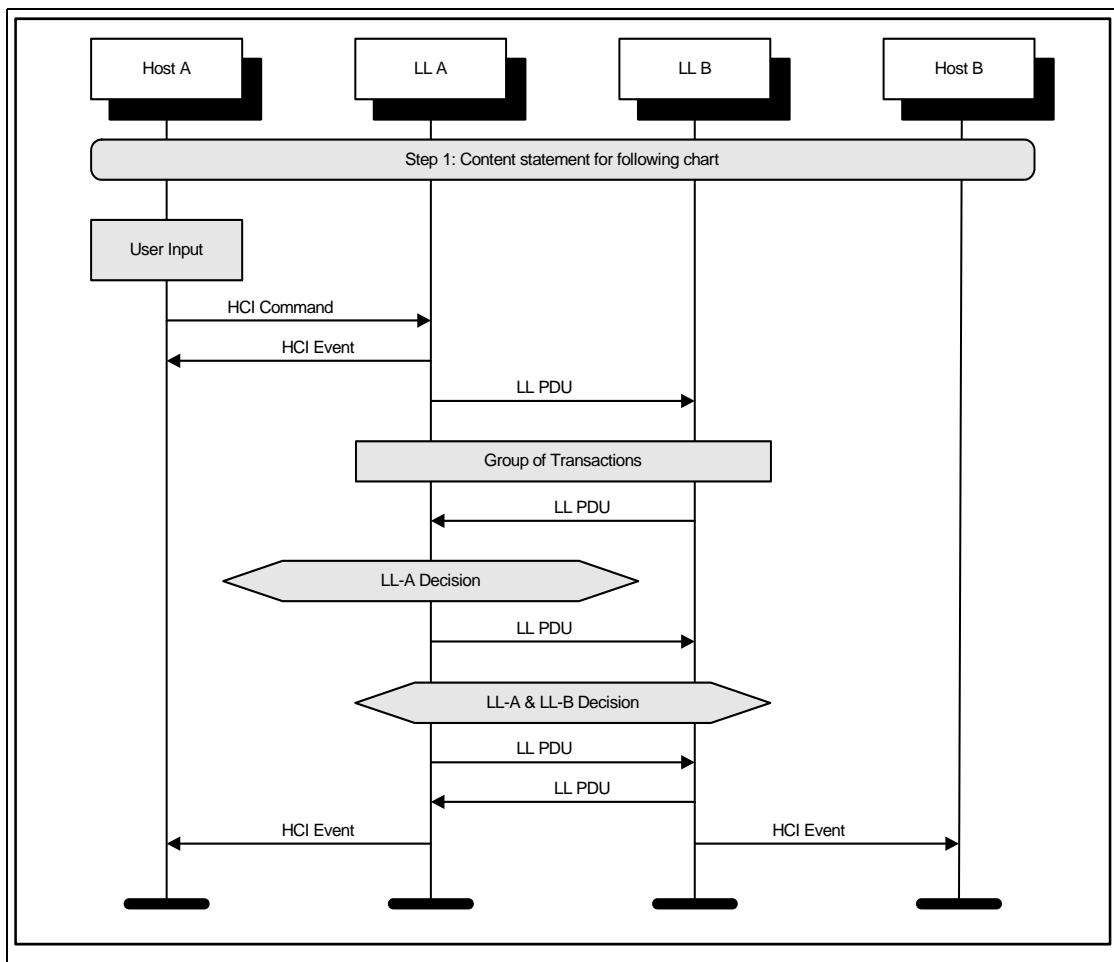 Host A
LL A
LL B
Host B
Step 1: Content statement for following chart
User Input
HCI Command
HCI Event
LL PDU
Group of Transactions
LL PDU
LL-A Decision
LL PDU
LL-A & LL-B Decision
LL PDU
LL PDU
HCI Event
HCI Event